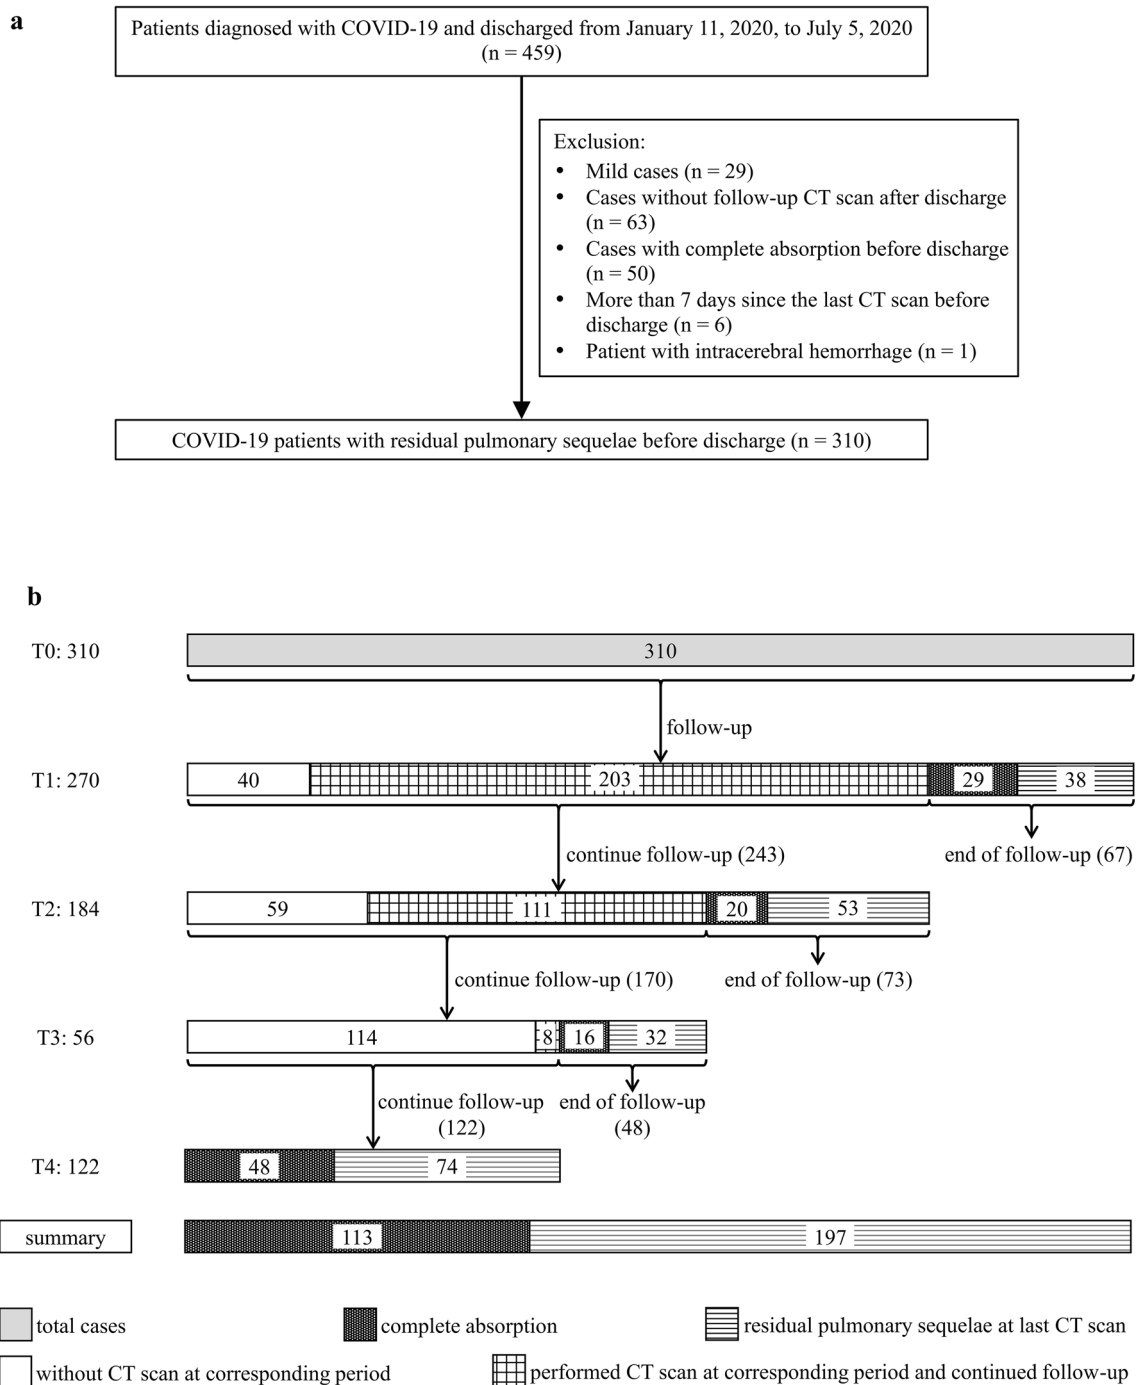 a
Patients diagnosed with COVID-19 and discharged from January 11, 2020, to July 5, 2020
(n = 459)
Exclusion:
• Mild cases (n = 29)
• Cases without follow-up CT scan after discharge
(n = 63)
• Cases with complete absorption before discharge
(n = 50)
• More than 7 days since the last CT scan before
discharge (n = 6)
• Patient with intracerebral hemorrhage (n = 1)
COVID-19 patients with residual pulmonary sequelae before discharge (n = 310)
b
T0: 310
310
follow-up
T1: 270
40
203
29
38
continue follow-up (243)
end of follow-up (67)
T2: 184
59
111
20
53
continue follow-up (170)
end of follow-up (73)
T3: 56
114
8
16
32
continue follow-up
(122)
end of follow-up
(48)
T4: 122
48
74
summary
113
197
total cases
complete absorption
residual pulmonary sequelae at last CT scan
without CT scan at corresponding period
performed CT scan at corresponding period and continued follow-up